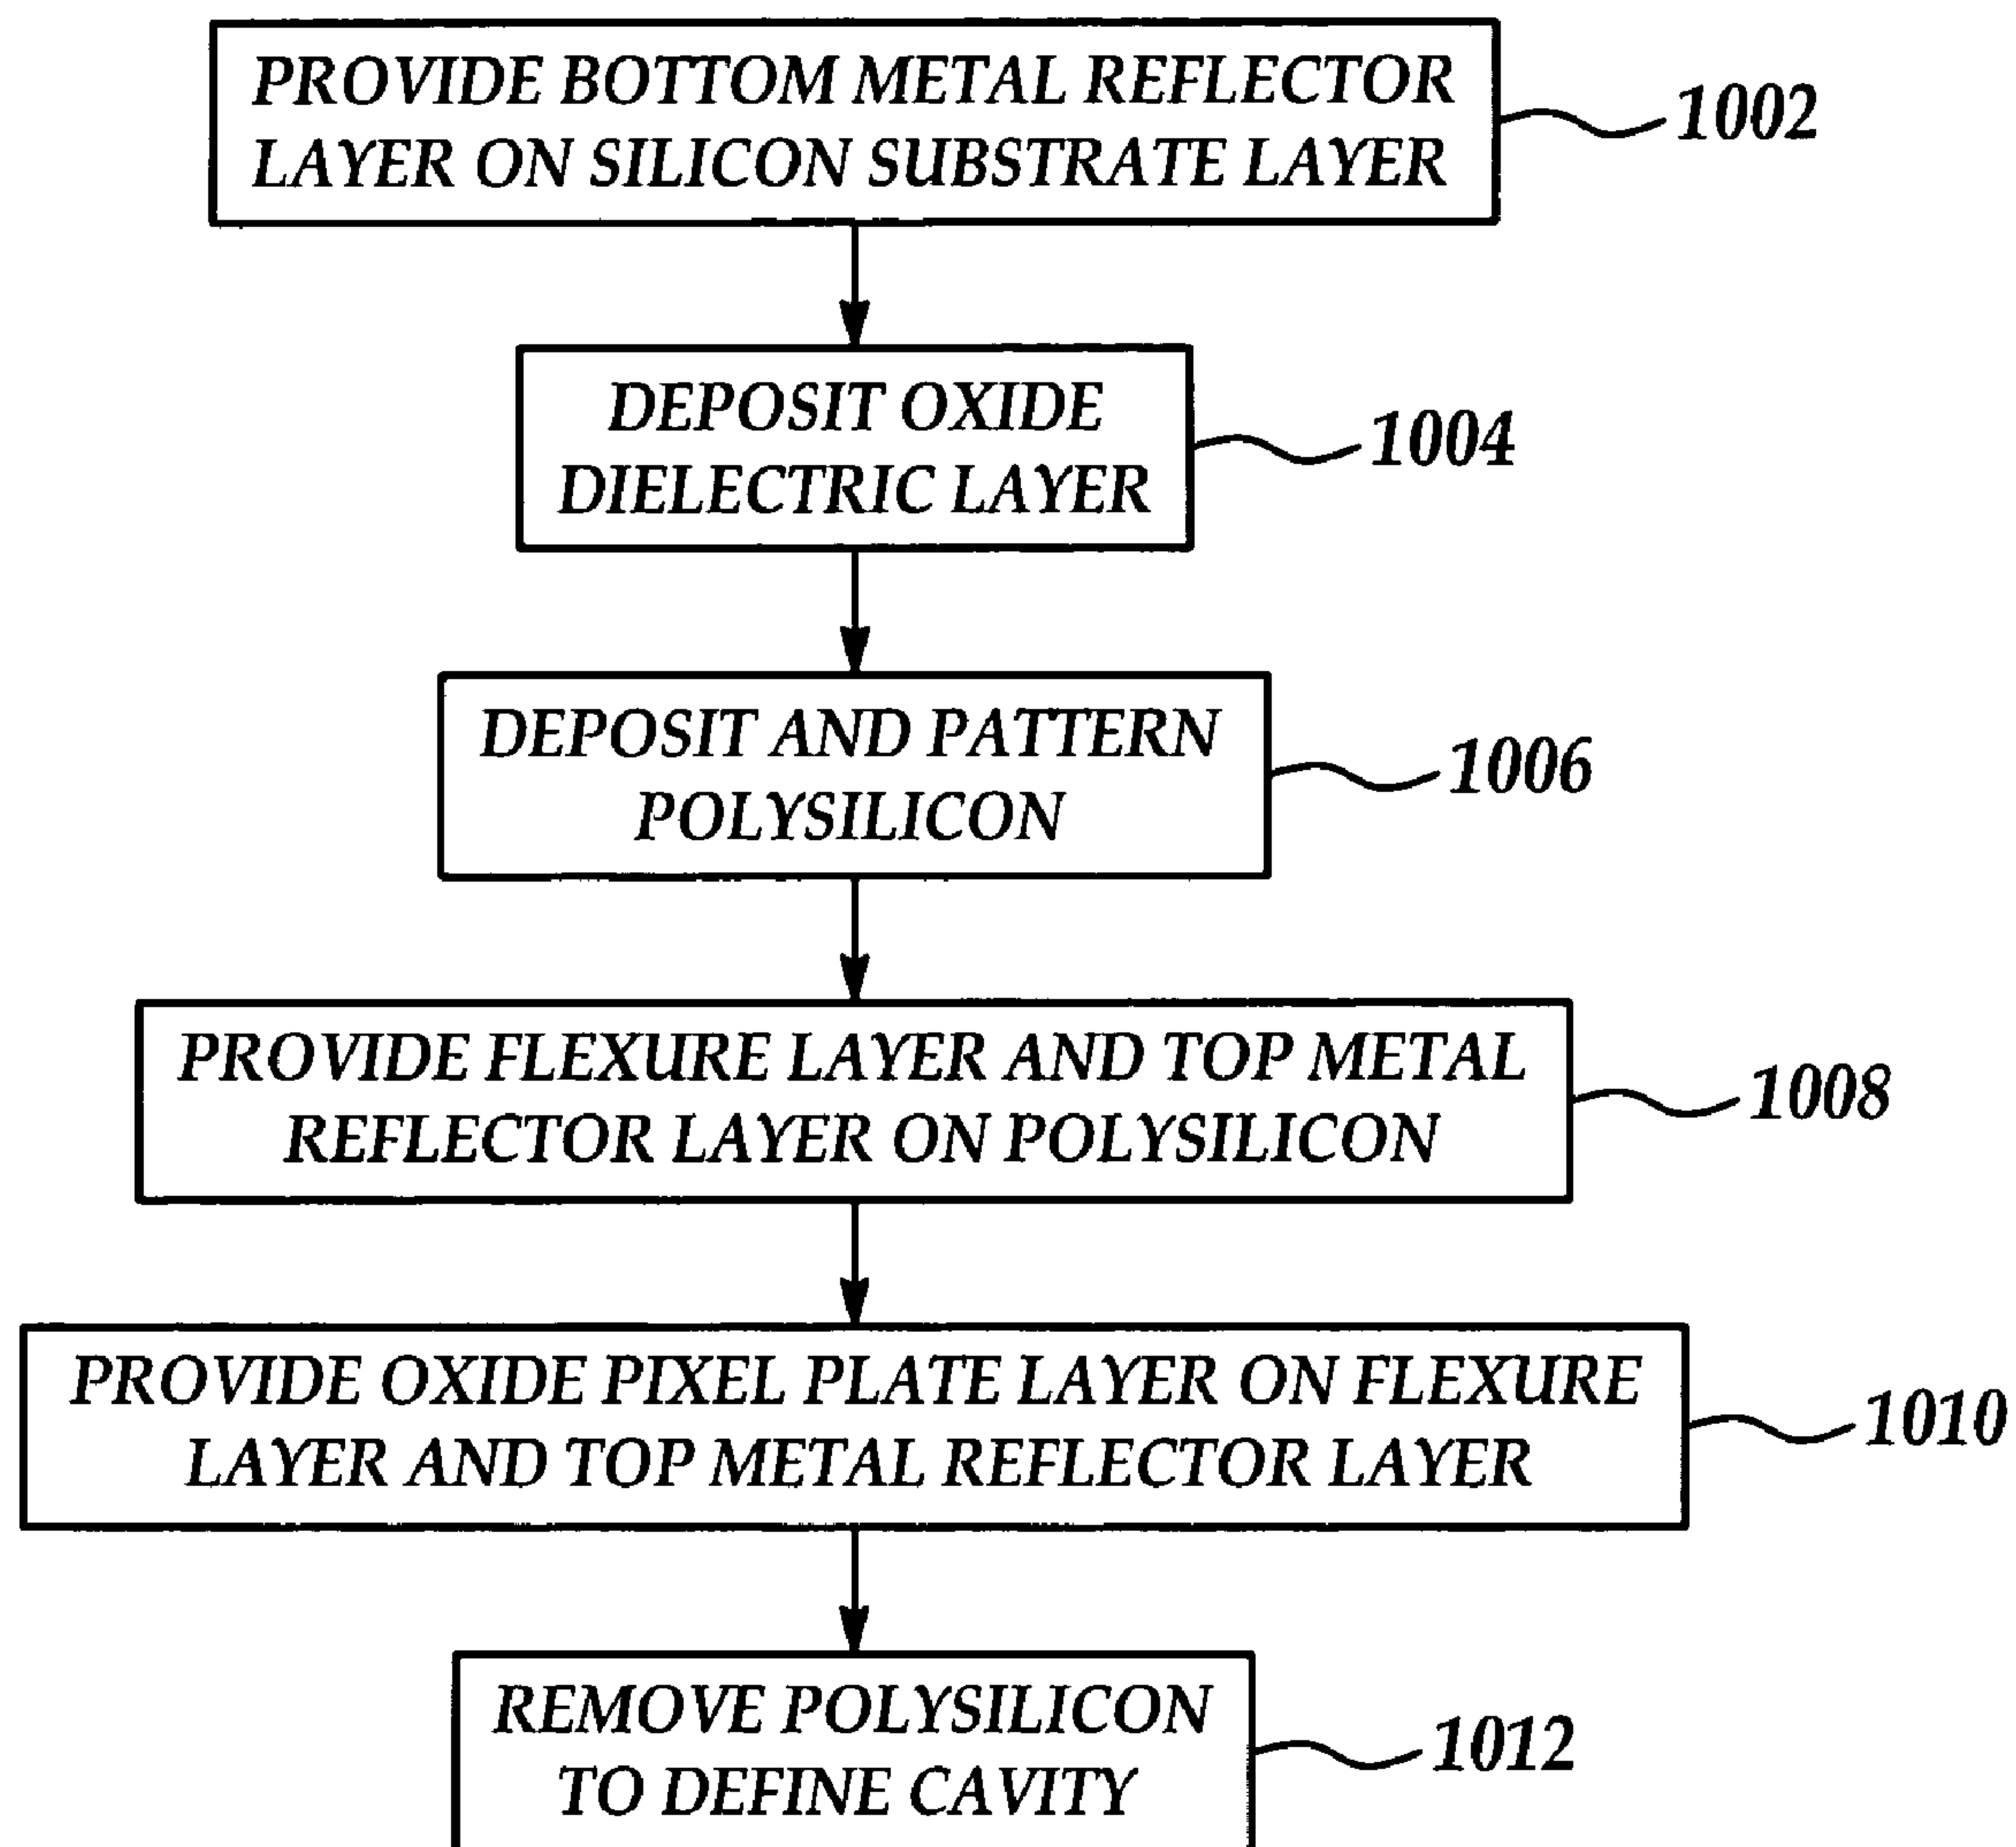 PROVIDE BOTTOM METAL REFLECTOR
LAYER ON SILICON SUBSTRATE LAYER
1002
DEPOSIT OXIDE
DIELECTRIC LAYER
1004
DEPOSIT AND PATTERN
POLYSILICON
1006
PROVIDE FLEXURE LAYER AND TOP METAL
REFLECTOR LAYER ON POLYSILICON
1008
PROVIDE OXIDE PIXEL PLATE LAYER ON FLEXURE
LAYER AND TOP METAL REFLECTOR LAYER
1010
REMOVE POLYSILICON
TO DEFINE CAVITY
1012